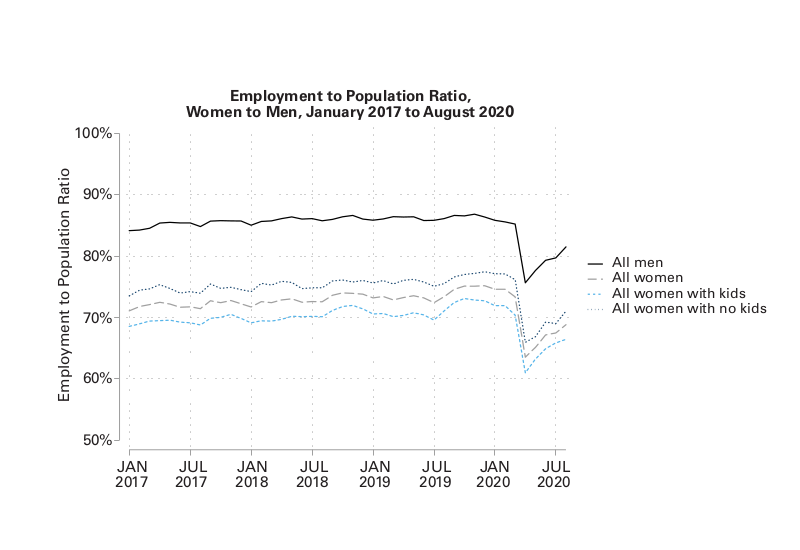 Employment to Population Ratio,
Women to Men, January 2017 to August 2020
Employment to Population Ratio
100%
90%
80%
70%
60%
50%
JAN 2017
JUL 2017
JAN 2018
JUL 2018
JAN 2019
JUL 2019
JAN 2020
JUL 2020
All men
All women
All women with kids
All women with no kids